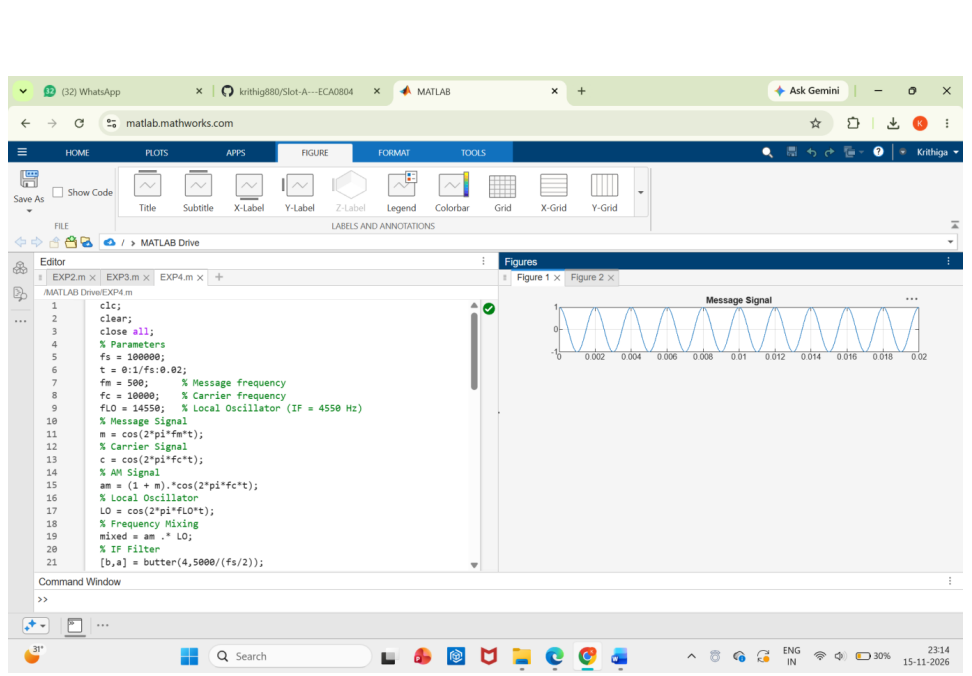 (32) WhatsApp
krithig880/Slot-A---ECA0804
MATLAB
Ask Gemini
matlab.mathworks.com
K
HOME PLOTS APPS FIGURE FORMAT TOOLS
Krithiga
Save As
Show Code
Title Subtitle X-Label Y-Label Z-Label Legend Colorbar Grid X-Grid Y-Grid
FILE LABELS AND ANNOTATIONS
/ > MATLAB Drive
Editor
EXP2.m × EXP3.m × EXP4.m × +
/MATLAB Drive/EXP4.m
1 clc;
2 clear;
3 close all;
4 % Parameters
5 fs = 100000;
6 t = 0:1/fs:0.02;
7 fm = 500; % Message frequency
8 fc = 10000; % Carrier frequency
9 fLO = 14550; % Local Oscillator (IF = 4550 Hz)
10 % Message Signal
11 m = cos(2*pi*fm*t);
12 % Carrier Signal
13 c = cos(2*pi*fc*t);
14 % AM Signal
15 am = (1 + m).*cos(2*pi*fc*t);
16 % Local Oscillator
17 LO = cos(2*pi*fLO*t);
18 % Frequency Mixing
19 mixed = am .* LO;
20 % IF Filter
21 [b,a] = butter(4,5000/(fs/2));
Figures
Figure 1 × Figure 2 ×
Message Signal
1
0
-1
0 0.002 0.004 0.006 0.008 0.01 0.012 0.014 0.016 0.018 0.02
Command Window
>>
31°
Search
ENG
IN
30%
23:14
15-11-2026